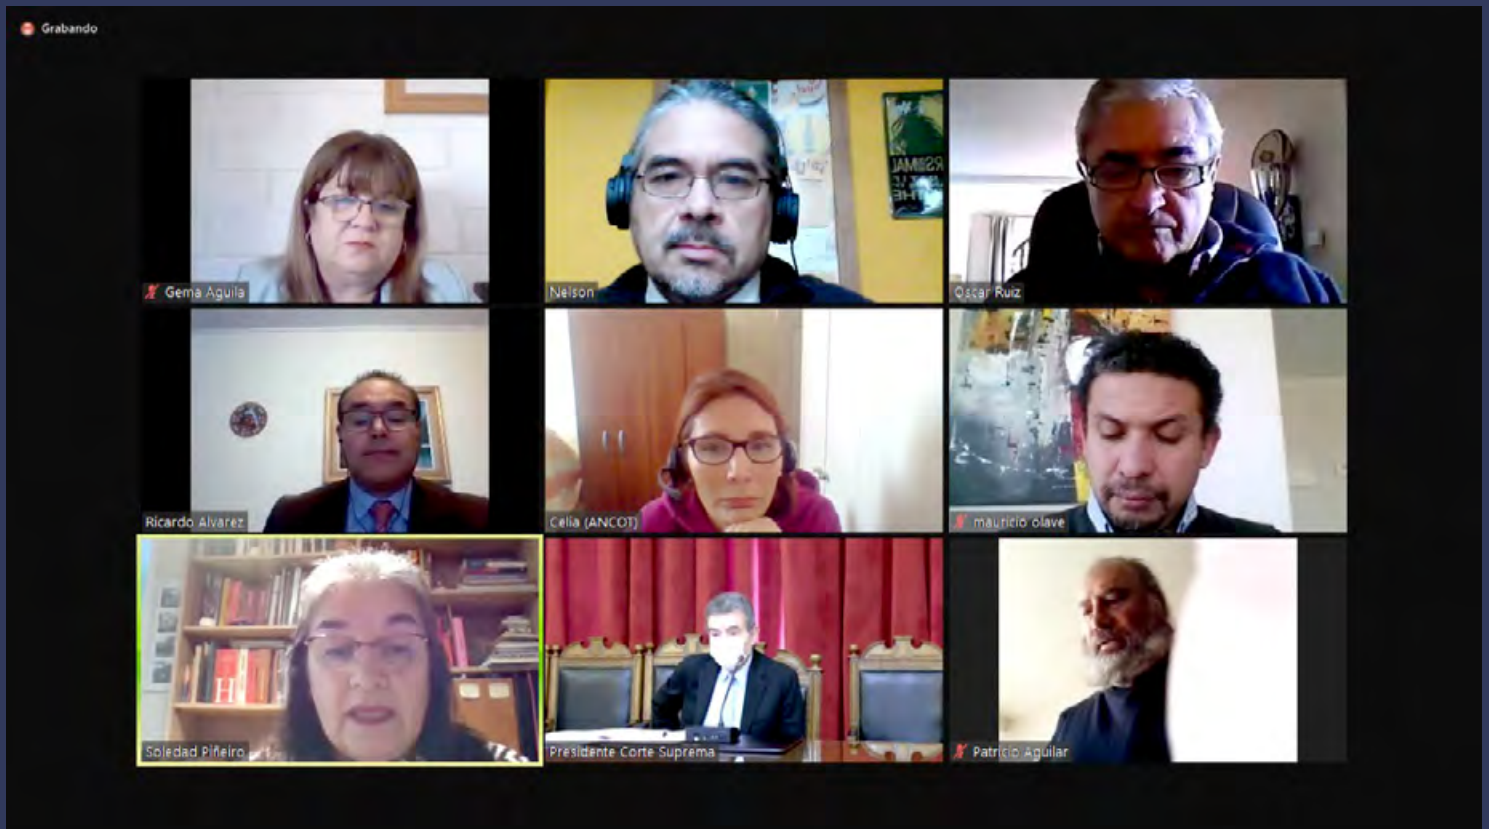 Grabando
Gema Aguila
Nelson
Oscar Ruiz
Ricardo Alvarez
Celia (ANCOT)
mauricio olave
H
Soledad Piñeiro
Presidente Corte Suprema
Patricio Aguilar